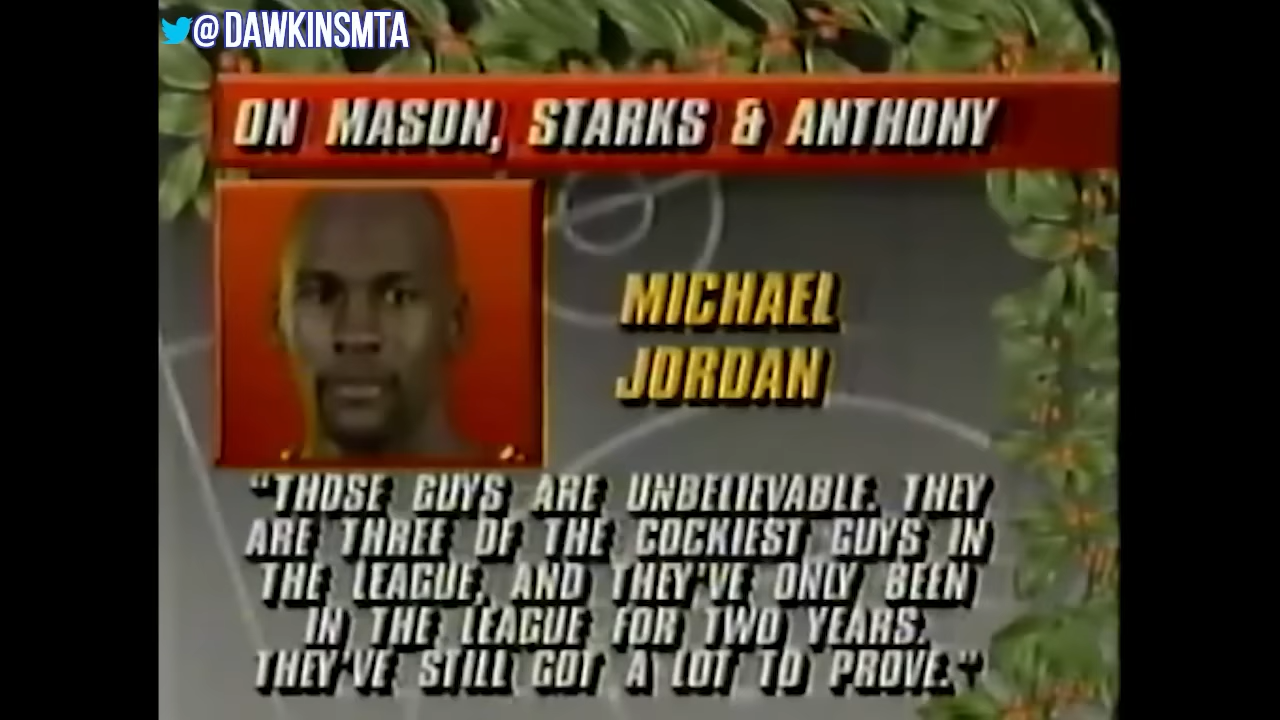 @DAWKINSMTA
ON MASON, STARKS & ANTHONY
MICHAEL
JORDAN
“THOSE GUYS ARE UNBELIEVABLE. THEY
ARE THREE OF THE COCKIEST GUYS IN
THE LEAGUE, AND THEY'VE ONLY BEEN
IN THE LEAGUE FOR TWO YEARS.
THEY'VE STILL GOT A LOT TO PROVE.“